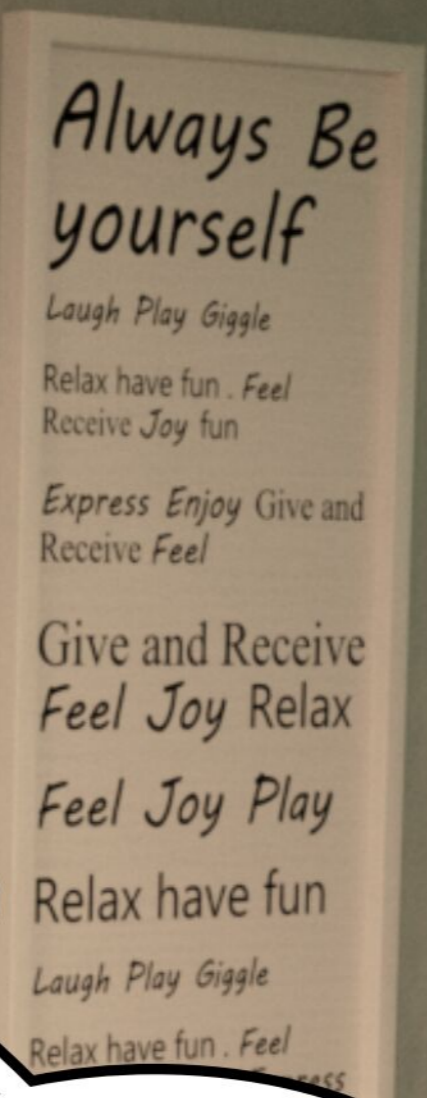 Always Be
yourself
Laugh Play Giggle
Relax have fun . Feel
Receive Joy fun
Express Enjoy Give and
Receive Feel
Give and Receive
Feel Joy Relax
Feel Joy Play
Relax have fun
Laugh Play Giggle
Relax have fun . Feel